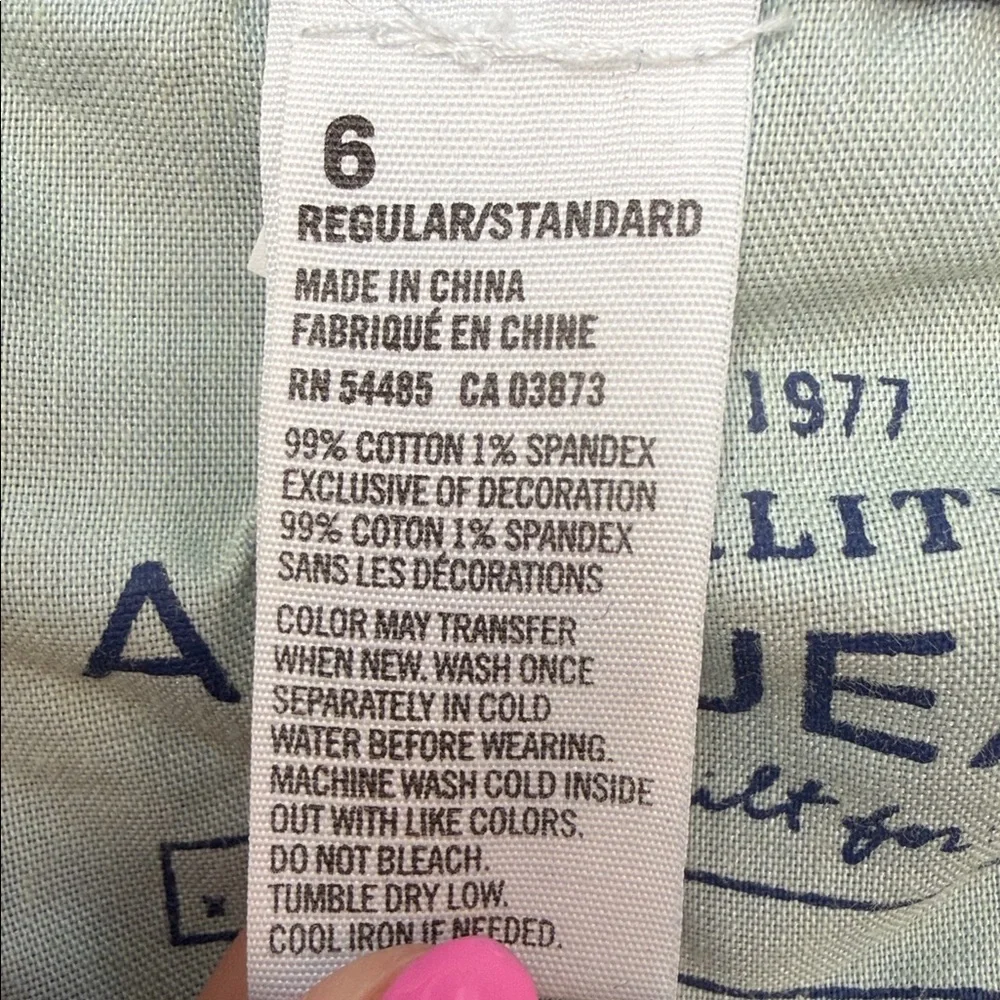 6
REGULAR/STANDARD
MADE IN CHINA
FABRIQUÉ EN CHINE
RN 54485 CA 03873
99% COTTON 1% SPANDEX
EXCLUSIVE OF DECORATION
99% COTON 1% SPANDEX
SANS LES DÉCORATIONS
COLOR MAY TRANSFER
WHEN NEW. WASH ONCE
SEPARATELY IN COLD
WATER BEFORE WEARING.
MACHINE WASH COLD INSIDE
OUT WITH LIKE COLORS.
DO NOT BLEACH.
TUMBLE DRY LOW.
COOL IRON IF NEEDED.
1977
for